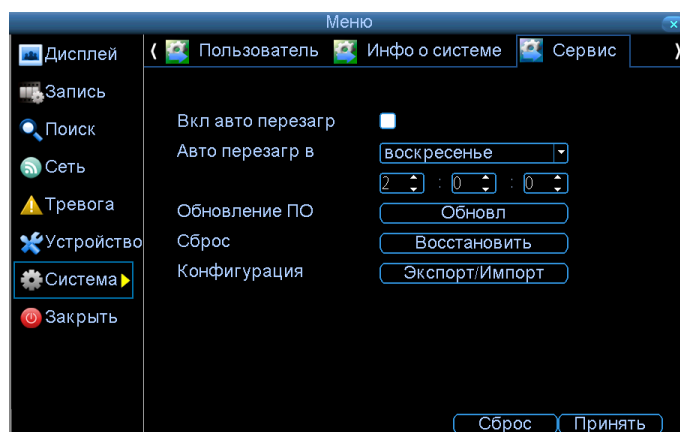 Меню
Дисплей
Запись
Поиск
Сеть
Тревога
Устройство
Система
Закрыть
Пользователь Инфо о системе Сервис
Вкл авто перезагр
Авто перезагр в воскресенье
2 : 0 : 0
Обновление ПО Обновл
Сброс Восстановить
Конфигурация Экспорт/Импорт
Сброс Принять